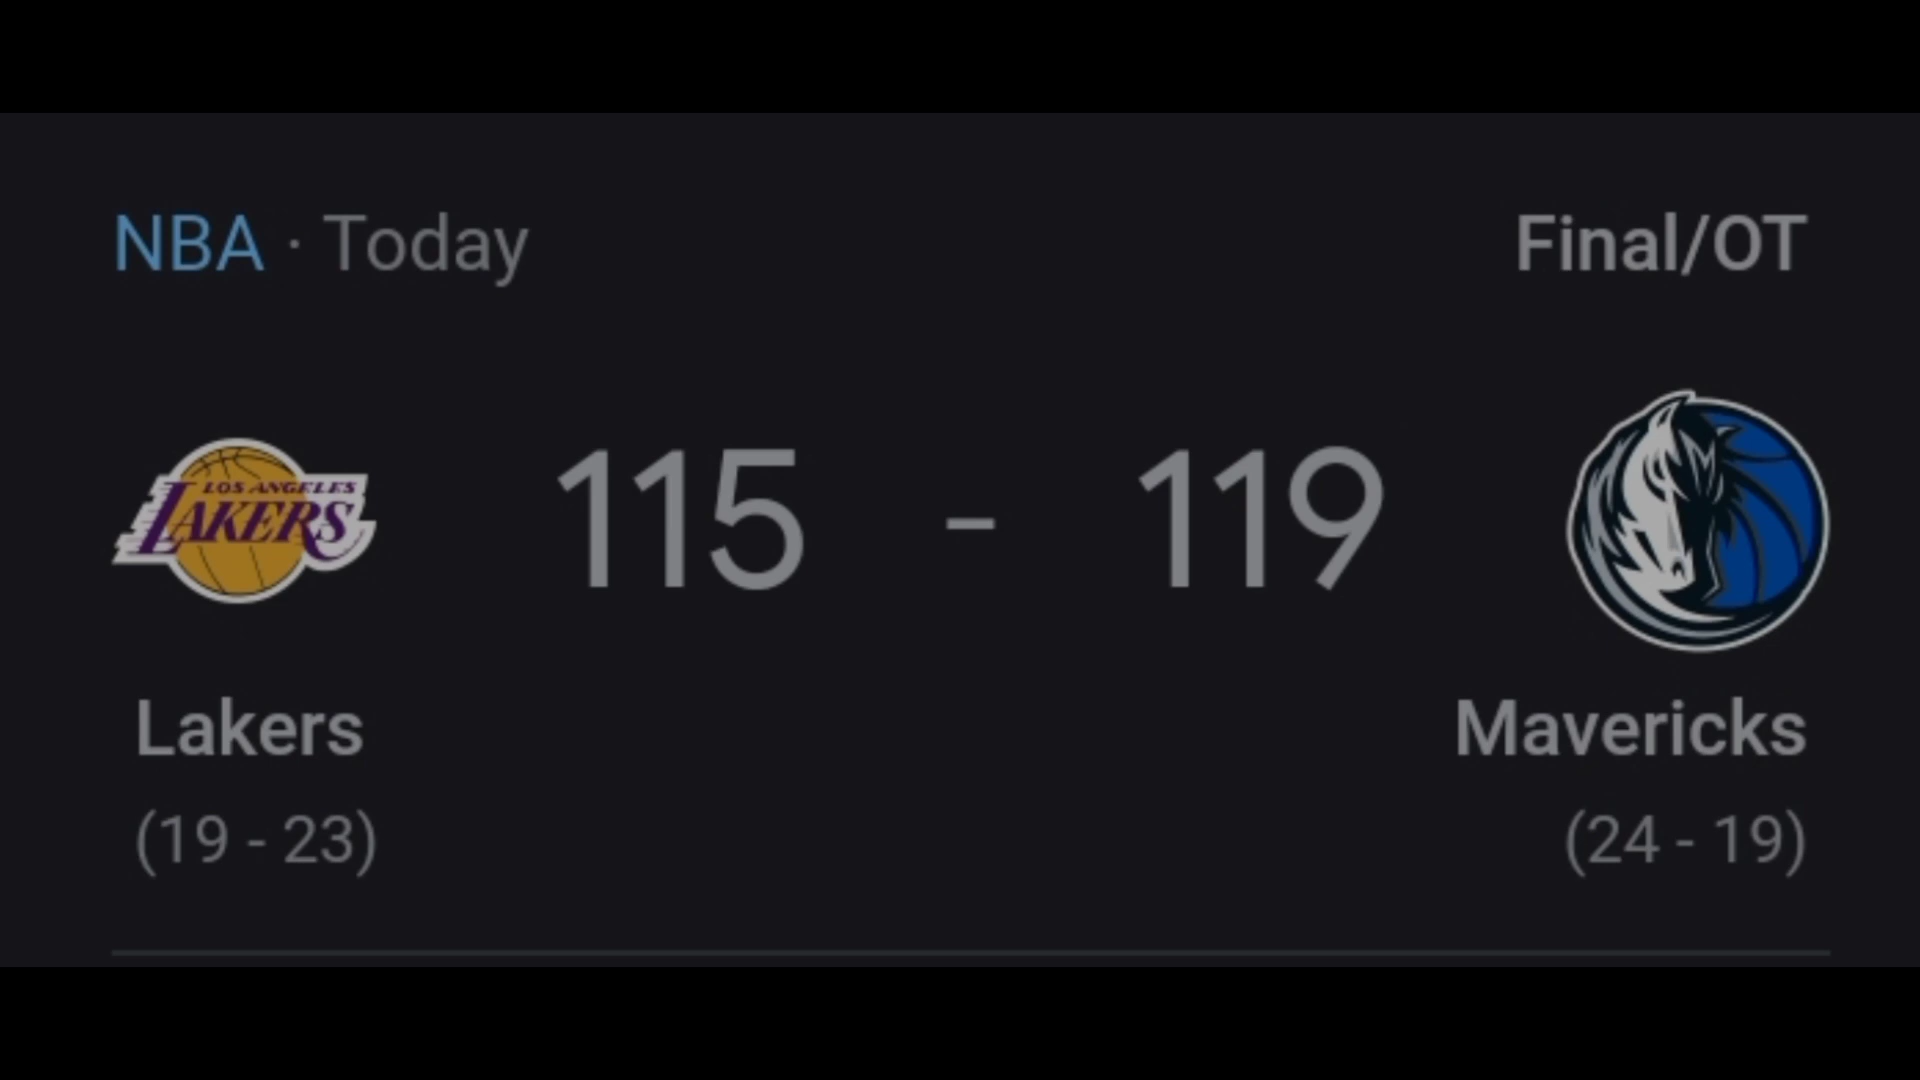 NBA · Today Final/OT
LOS ANGELES
LAKERS
115 - 119
Lakers Mavericks
(19 - 23) (24 - 19)